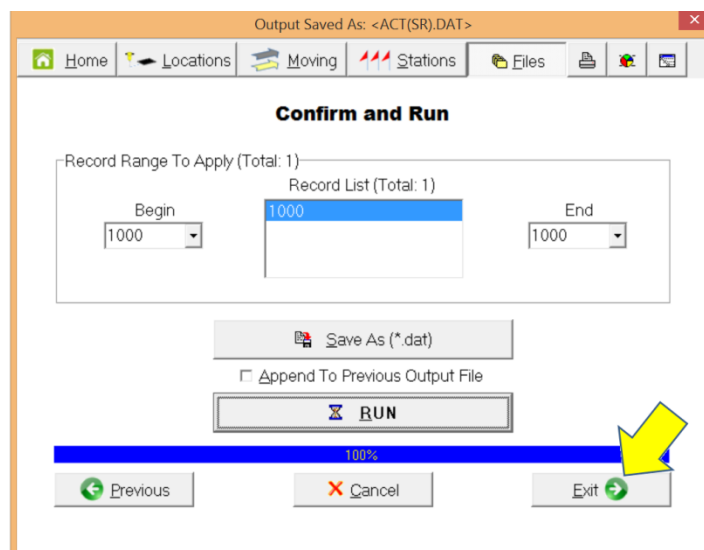 Output Saved As: <ACT(SR).DAT>
Home Locations Moving Stations Files
Confirm and Run
Record Range To Apply (Total: 1)
Record List (Total: 1)
Begin
1000
1000
End
1000
Save As (*.dat)
Append To Previous Output File
RUN
100%
Previous Cancel Exit